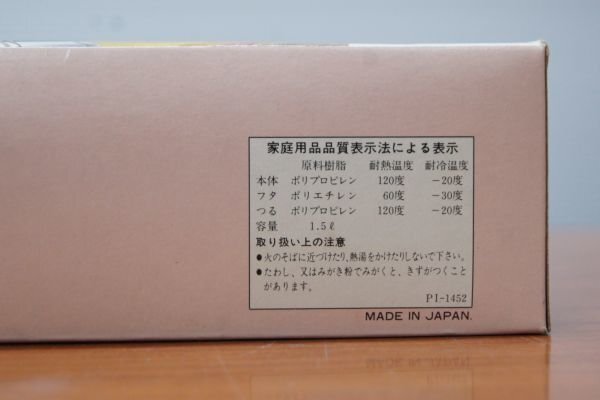 家庭用品品質表示法による表示
原料樹脂 耐熱温度 耐冷温度
本体 ポリプロピレン 120度 －20度
フタ ポリエチレン 60度 －30度
つる ポリプロピレン 120度 －20度
容量 1.5ℓ
取り扱い上の注意
●火のそばに近づけたり、熱湯をかけたりしないで下さい。
●たわし、又はみがき粉でみがくと、きずがつくことがあります。
PI-1452
MADE IN JAPAN.